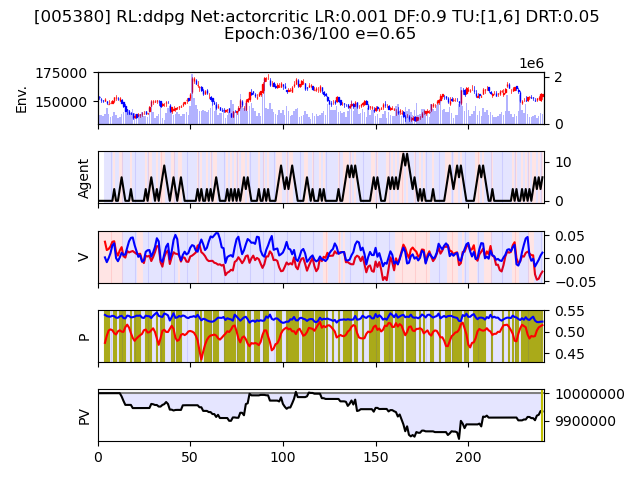 [005380] RL:ddpg Net:actorcritic LR:0.001 DF:0.9 TU:[1,6] DRT:0.05
Epoch:036/100 e=0.65
1e6
175000
150000
Env.
2
0
Agent
10
0
V
0.05
0.00
−0.05
P
0.55
0.50
0.45
PV
10000000
9900000
0 50 100 150 200